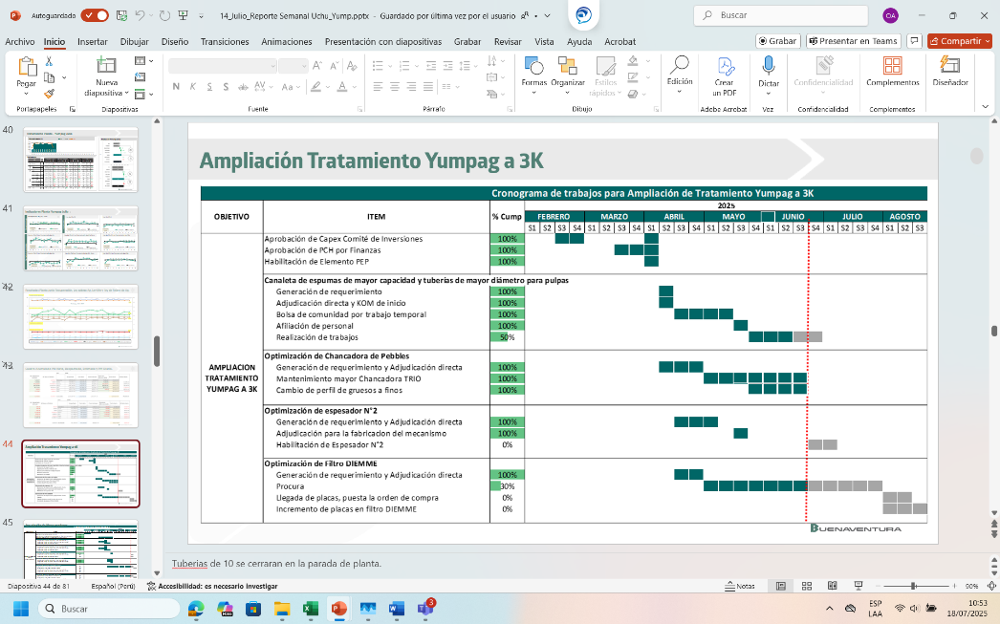 Autoguardado
14_Julio_Reporte Semanal Uchu_Yump.pptx - Guardado por última vez por el usuario
Buscar
OA
Archivo Inicio Insertar Dibujar Diseño Transiciones Animaciones Presentación con diapositivas Grabar Revisar Vista Ayuda Acrobat
Grabar
Presentar en Teams
Compartir
Pegar
Nueva diapositiva
N K S S ab AV Aa A
Formas Organizar Estilos rápidos
Edición
Crear un PDF
Dictar
Confidencialidad
Complementos
Diseñador
Portapapeles Diapositivas Fuente Párrafo Dibujo Adobe Acrobat Voz Confidencialidad Complementos
40
41
42
43
44
45
Ampliación Tratamiento Yumpag a 3K
Cronograma de trabajos para Ampliación de Tratamiento Yumpag a 3K
OBJETIVO ITEM % Cump 2025
FEBRERO MARZO ABRIL MAYO JUNIO JULIO AGOSTO
S1 S2 S3 S4 S1 S2 S3 S4 S1 S2 S3 S4 S1 S2 S3 S4 S1 S2 S3 S4 S1 S2 S3 S4 S1 S2 S3
AMPLIACION TRATAMIENTO YUMPAG A 3K
Aprobación de Capex Comité de Inversiones 100%
Aprobación de PCH por Finanzas 100%
Habilitación de Elemento PEP 100%
Canaleta de espumas de mayor capacidad y tuberías de mayor diámetro para pulpas
Generación de requerimiento 100%
Adjudicación directa y KOM de inicio 100%
Bolsa de comunidad por trabajo temporal 100%
Afiliación de personal 100%
Realización de trabajos 50%
Optimización de Chancadora de Pebbles
Generación de requerimiento y Adjudicación directa 100%
Mantenimiento mayor Chancadora TRIO 100%
Cambio de perfil de gruesos a finos 100%
Optimización de espesador N°2
Generación de requerimiento y Adjudicación directa 100%
Adjudicación para la fabricacion del mecanismo 100%
Habilitación de Espesador N°2 0%
Optimización de Filtro DIEMME
Generación de requerimiento y Adjudicación directa 100%
Procura 30%
Llegada de placas, puesta la orden de compra 0%
Incremento de placas en filtro DIEMME 0%
BUENAVENTURA
Tuberias de 10 se cerraran en la parada de planta.
Diapositiva 44 de 81
Español (Perú)
Accesibilidad: es necesario investigar
Notas
90%
Buscar
3
ESP
LAA
10:53
18/07/2025